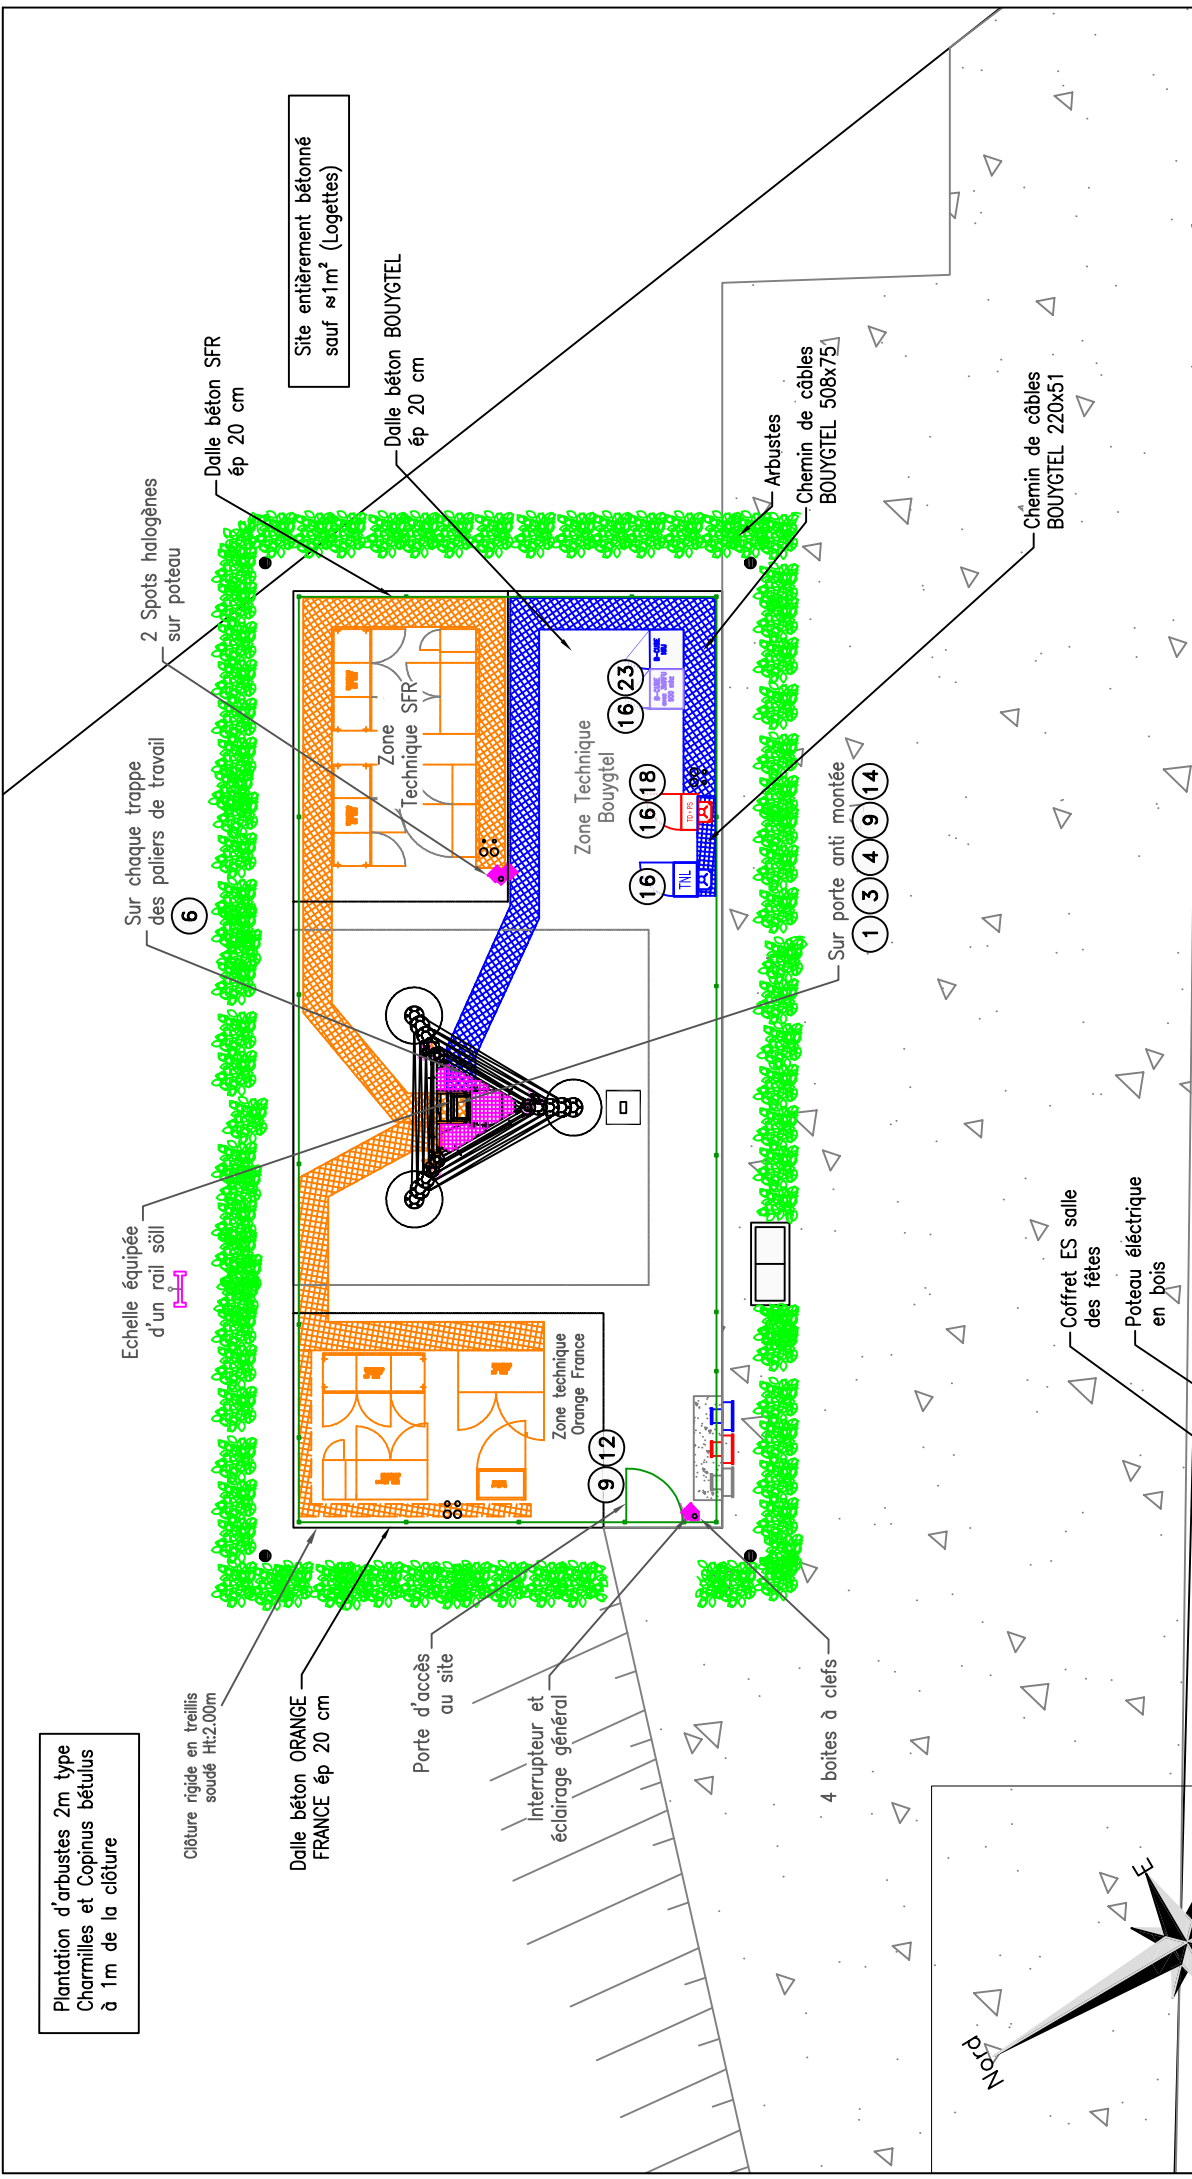 Plantation d'arbustes 2m type
Charmilles et Copinus bétulus
à 1m de la clôture
Clôture rigide en treillis
soudé Ht:2.00m
Dalle béton ORANGE
FRANCE ép 20 cm
Porte d'accès
au site
Interrupteur et
éclairage général
4 boites à clefs
Echelle équipée
d'un rail söll
Sur chaque trappe
des paliers de travail
6
2 Spots halogènes
sur poteau
Dalle béton SFR
ép 20 cm
Site entièrement bétonné
sauf ≈1m² (Logettes)
Dalle béton BOUYGTEL
ép 20 cm
Zone technique
Orange France
9 12
Zone
Technique SFR
Zone Technique
Bouygtel
16
TNL
16 18
TD+PS
16 23
Arbustes
Chemin de câbles
BOUYGTEL 508x75
Chemin de câbles
BOUYGTEL 220x51
Sur porte anti montée
1 3 4 9 14
Coffret ES salle
des fêtes
Poteau éléctrique
en bois
Nord
E